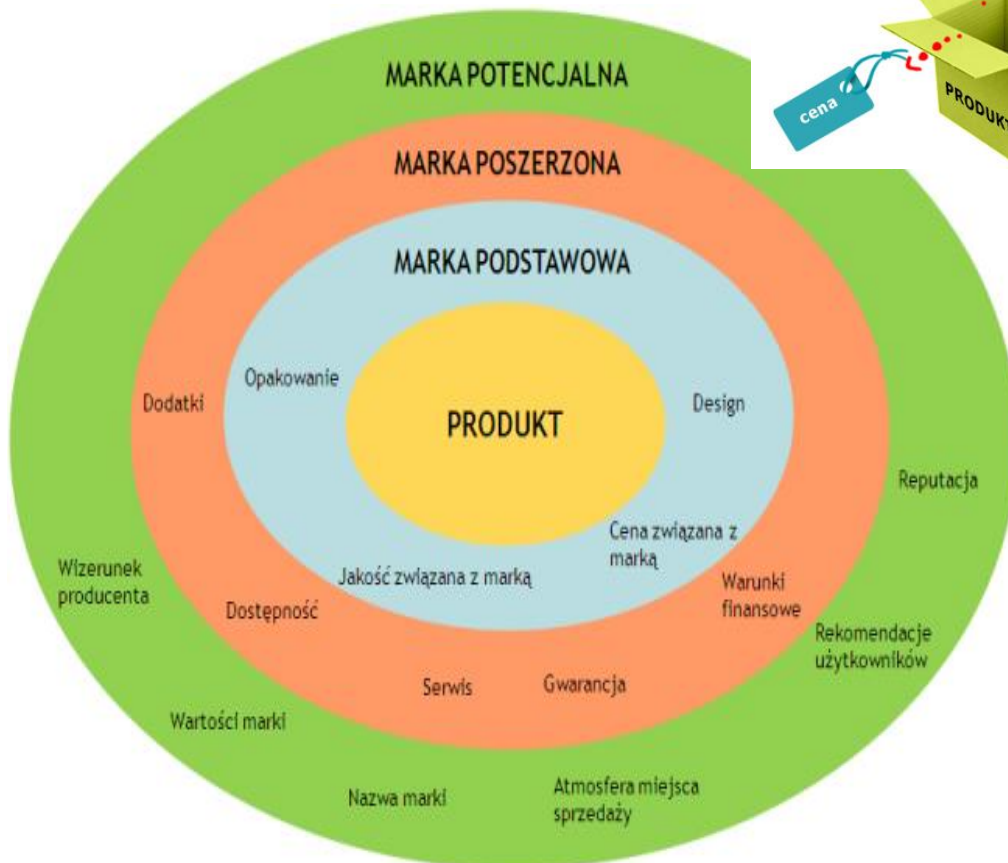 MARKA POTENCJALNA
cena
PRODUKT
MARKA POSZERZONA
MARKA PODSTAWOWA
Opakowanie
Dodatki
Design
PRODUKT
Reputacja
Cena związana z
marką
Jakość związana z marką
Wizerunek
producenta
Warunki
finansowe
Dostępność
Rekomendacje
użytkowników
Serwis
Gwarancja
Wartości marki
Nazwa marki
Atmosfera miejsca
sprzedaży